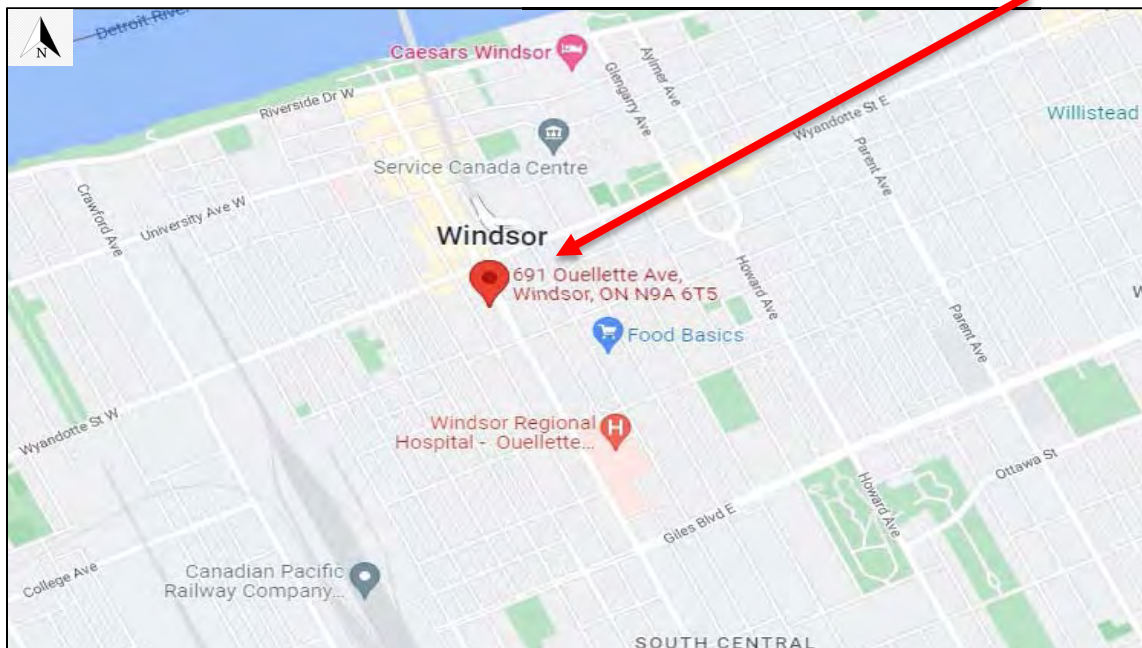 Detroit River
N
Caesars Windsor
Aylmer Ave
Glengarry Ave
Riverside Dr W
Wyandotte St E
Willistead
Service Canada Centre
Parent Ave
Crawford Ave
University Ave W
Windsor
691 Ouellette Ave,
Windsor, ON N9A 6T5
Howard Ave
W
Food Basics
Parent Ave
Wyandotte St W
Windsor Regional
Hospital - Ouellette...
Ottawa St
Howard Ave
Giles Blvd E
College Ave
Canadian Pacific
Railway Company...
SOUTH CENTRAL